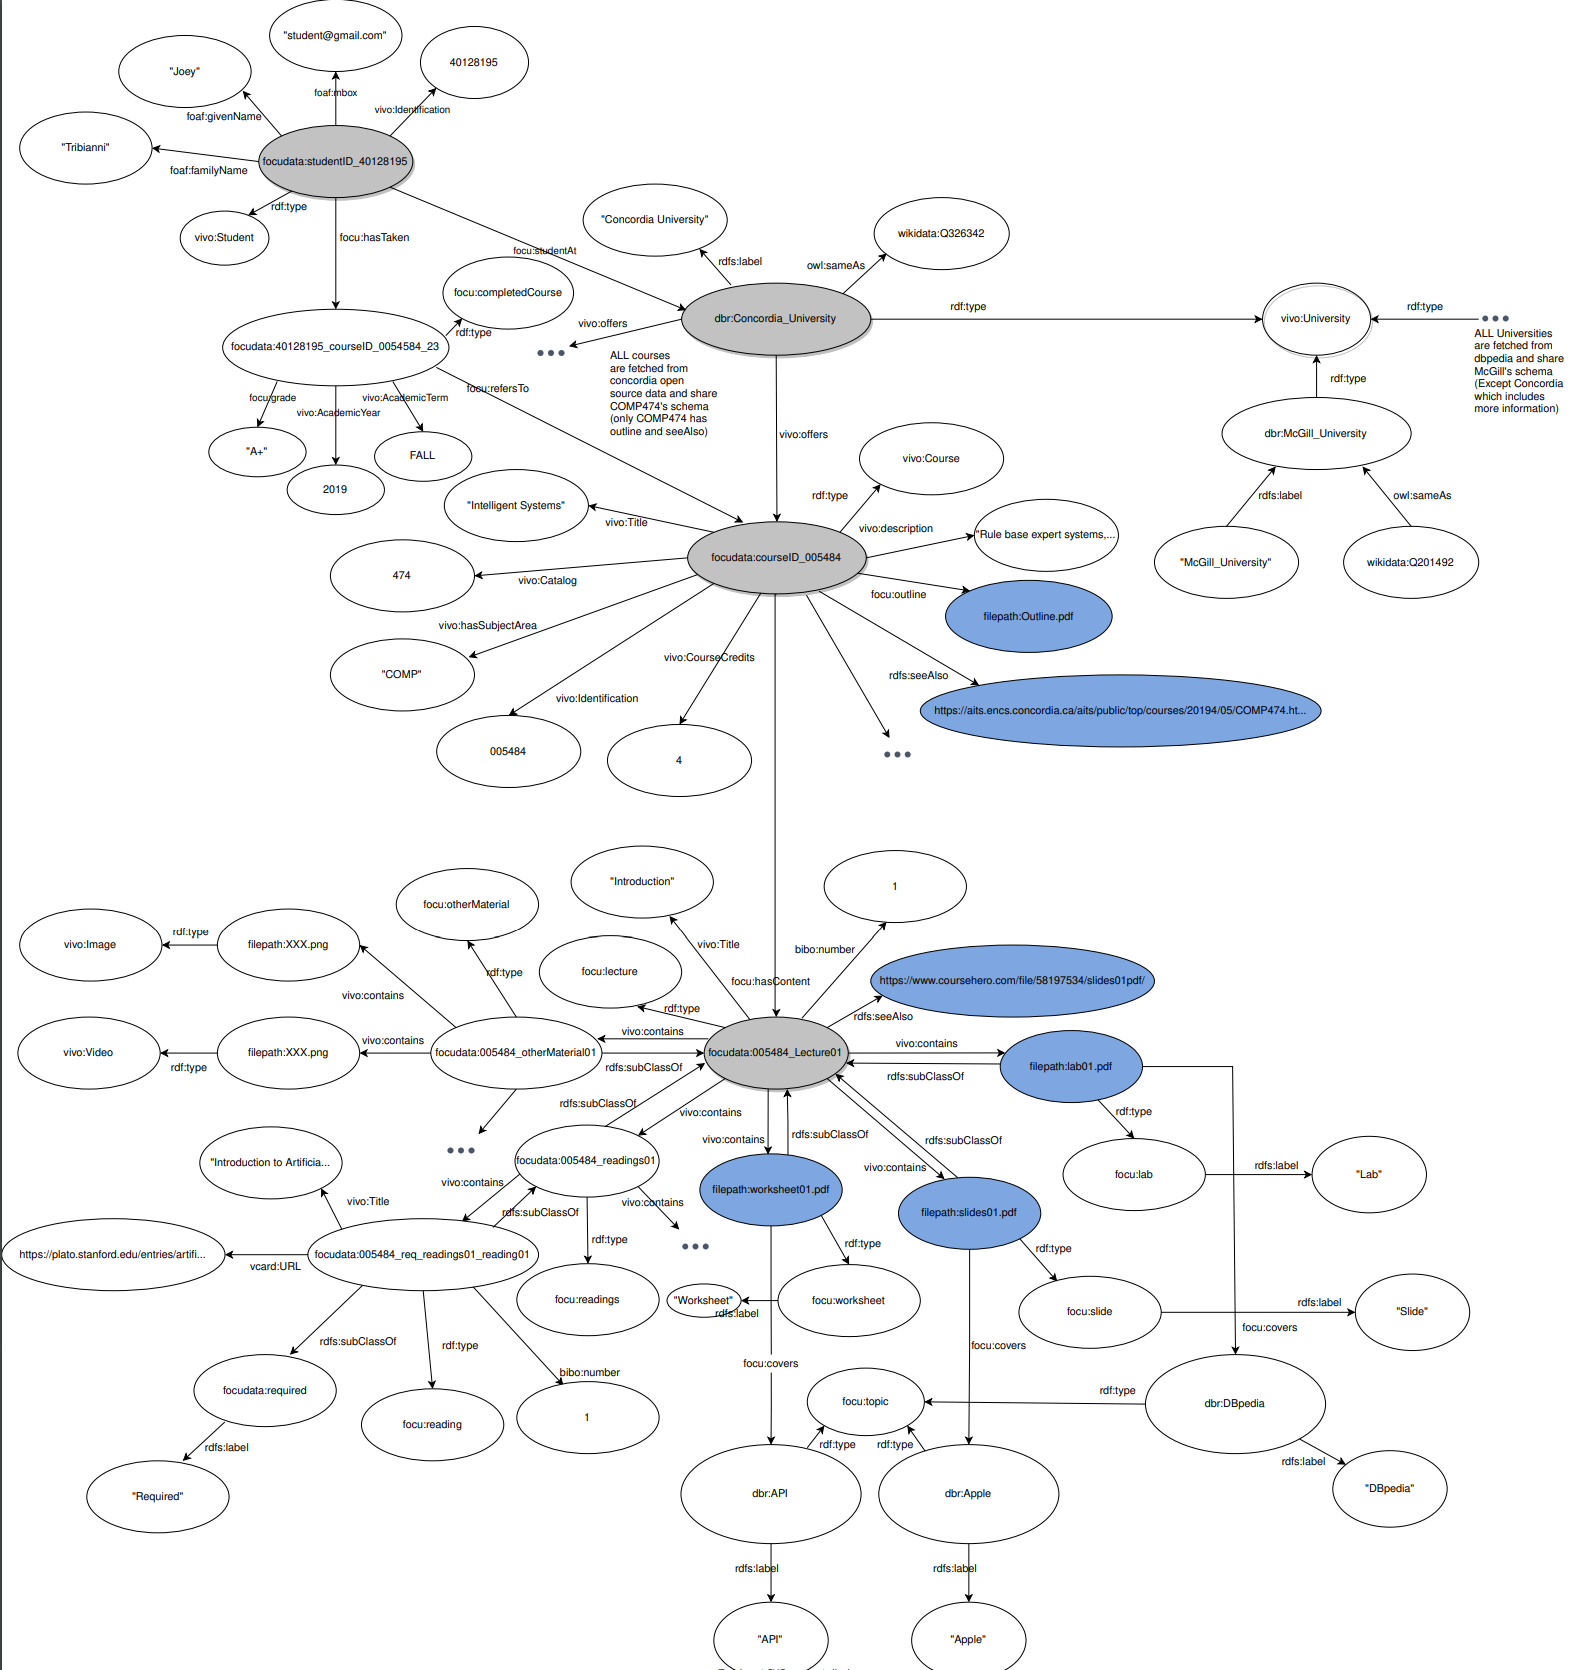 "student@gmail.com"
"Joey"
40128195
foaf:mbox
vivo:Identification
foaf:givenName
"Tribianni"
focudata:studentID_40128195
foaf:familyName
rdf:type
vivo:Student
focu:hasTaken
focu:studentAt
"Concordia University"
wikidata:Q326342
rdfs:label
owl:sameAs
focu:completedCourse
dbr:Concordia_University
rdf:type
vivo:University
rdf:type
vivo:offers
rdf:type
focudata:40128195_courseID_0054584_23
ALL courses
are fetched from
concordia open
source data and share
COMP474's schema
(only COMP474 has
outline and seeAlso)
ALL Universities
are fetched from
dbpedia and share
McGill's schema
(Except Concordia
which includes
more information)
rdf:type
focu:refersTo
focu:grade
vivo:AcademicTerm
vivo:AcademicYear
vivo:offers
dbr:McGill_University
"A+"
FALL
2019
vivo:Course
rdf:type
rdfs:label
owl:sameAs
"Intelligent Systems"
vivo:Title
vivo:description
"Rule base expert systems,...
focudata:courseID_005484
"McGill_University"
wikidata:Q201492
474
vivo:Catalog
focu:outline
filepath:Outline.pdf
vivo:hasSubjectArea
vivo:CourseCredits
"COMP"
rdfs:seeAlso
vivo:Identification
https://aits.encs.concordia.ca/aits/public/top/courses/20194/05/COMP474.ht...
005484
4
"Introduction"
1
focu:otherMaterial
vivo:Image
rdf:type
filepath:XXX.png
vivo:Title
bibo:number
rdf:type
focu:lecture
focu:hasContent
https://www.coursehero.com/file/58197534/slides01pdf/
vivo:contains
rdf:type
rdfs:seeAlso
vivo:contains
vivo:contains
vivo:contains
vivo:Video
rdf:type
filepath:XXX.png
focudata:005484_otherMaterial01
focudata:005484_Lecture01
filepath:lab01.pdf
rdfs:subClassOf
rdfs:subClassOf
rdfs:subClassOf
vivo:contains
rdf:type
vivo:contains
rdfs:subClassOf
rdfs:subClassOf
"Introduction to Artificia...
focudata:005484_readings01
vivo:contains
focu:lab
rdfs:label
"Lab"
vivo:contains
filepath:worksheet01.pdf
vivo:Title
rdfs:subClassOf
vivo:contains
filepath:slides01.pdf
https://plato.stanford.edu/entries/artifi...
vcard:URL
focudata:005484_req_readings01_reading01
rdf:type
rdf:type
rdf:type
focu:readings
"Worksheet"
rdfs:label
focu:worksheet
focu:slide
rdfs:label
"Slide"
focu:covers
rdfs:subClassOf
rdf:type
focu:covers
focu:covers
bibo:number
focudata:required
rdf:type
focu:reading
1
focu:topic
dbr:DBpedia
rdfs:label
rdf:type
rdf:type
rdfs:label
"Required"
dbr:API
dbr:Apple
"DBpedia"
rdfs:label
rdfs:label
"API"
"Apple"